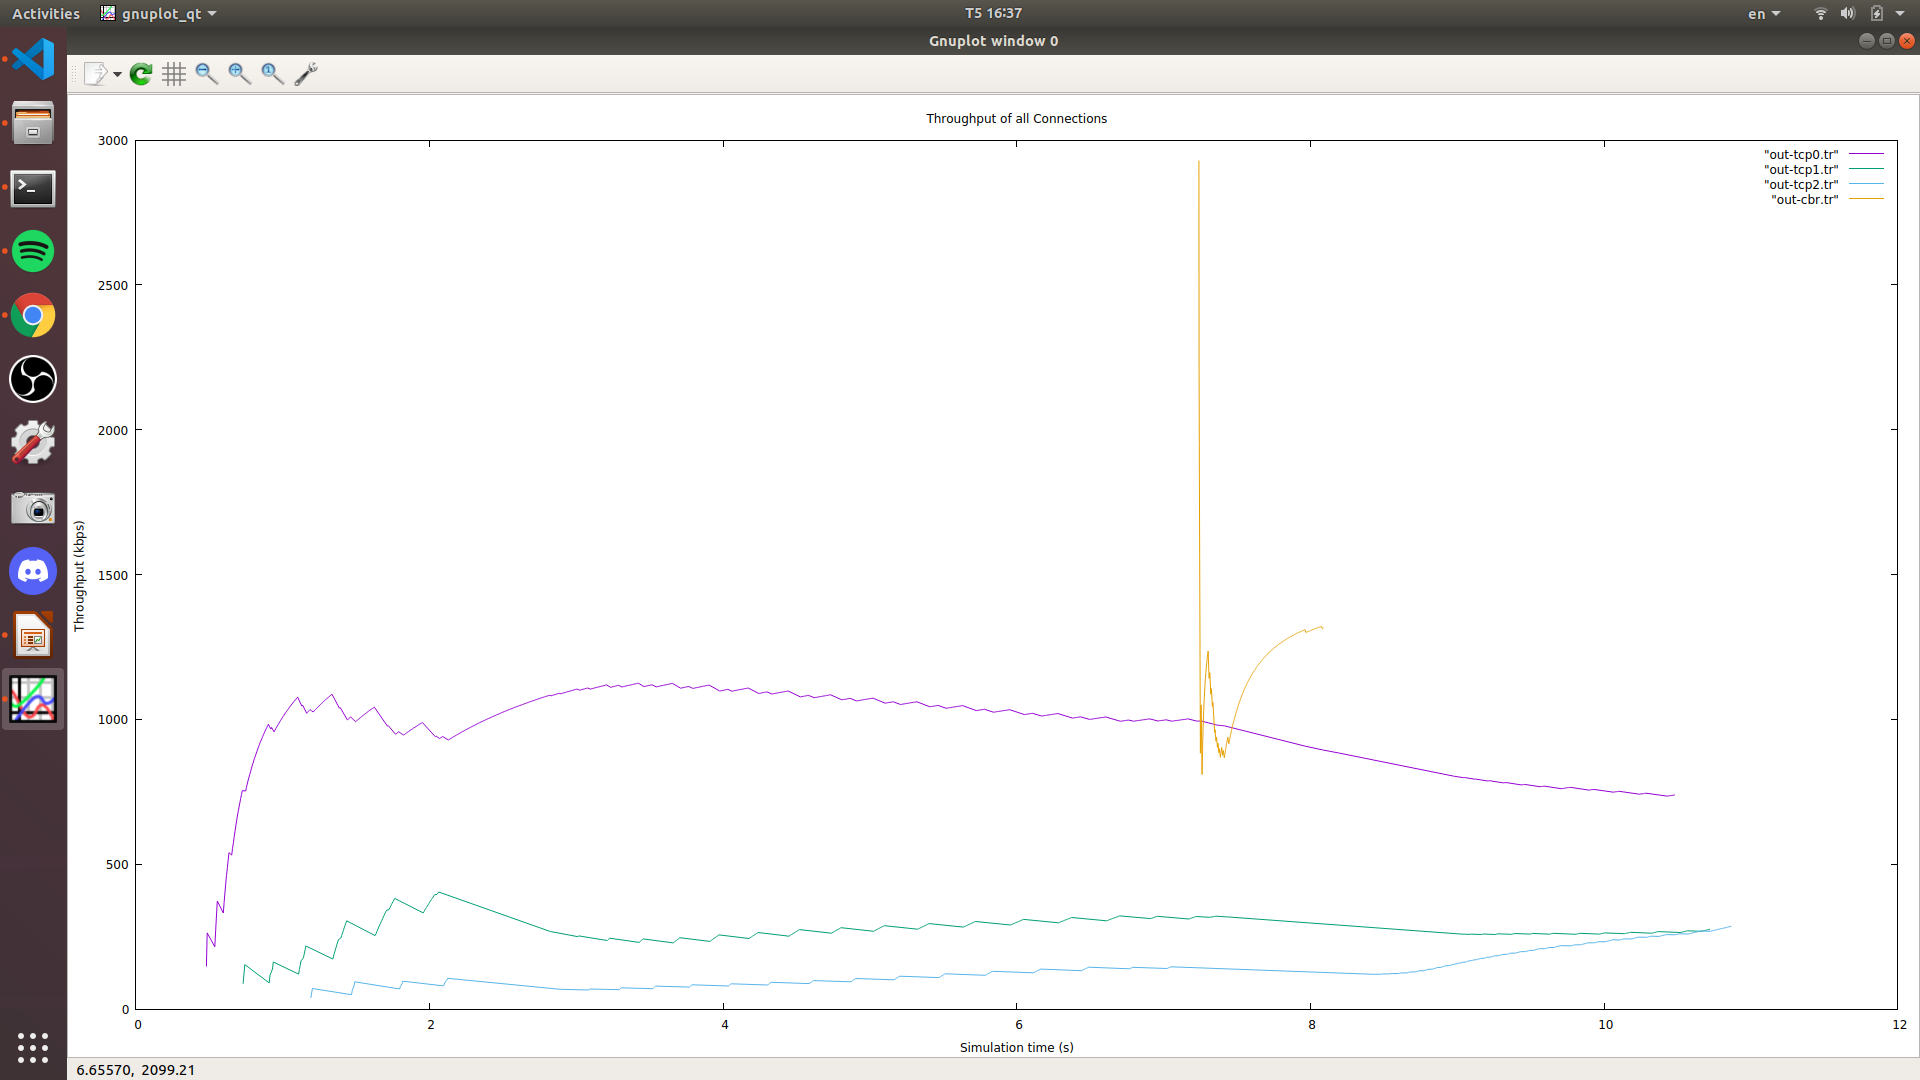 Activities gnuplot_qt T5 16:37 en
Gnuplot window 0
Throughput of all Connections
"out-tcp0.tr"
"out-tcp1.tr"
"out-tcp2.tr"
"out-cbr.tr"
3000
2500
2000
1500
1000
500
0
Throughput (kbps)
0 2 4 6 8 10 12
Simulation time (s)
6.65570, 2099.21